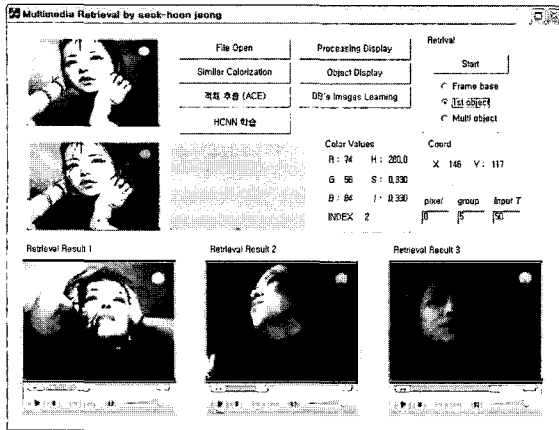 Multimedia Retrieval by seok-hoon jeong
File Open
Similar Colorization
객체 추출 (ACE)
HCNN 학습
Processing Display
Object Display
DB's Images Learning
Retrival
Start
Frame base
1st object
Multi object
Color Values
R : 74 H : 280,0
G 56 S : 0,330
B : 84 I : 0,330
INDEX 2
Coord
X 146 Y : 117
pixel group Input T
0 5 50
Retrieval Result 1
Retrieval Result 2
Retrieval Result 3